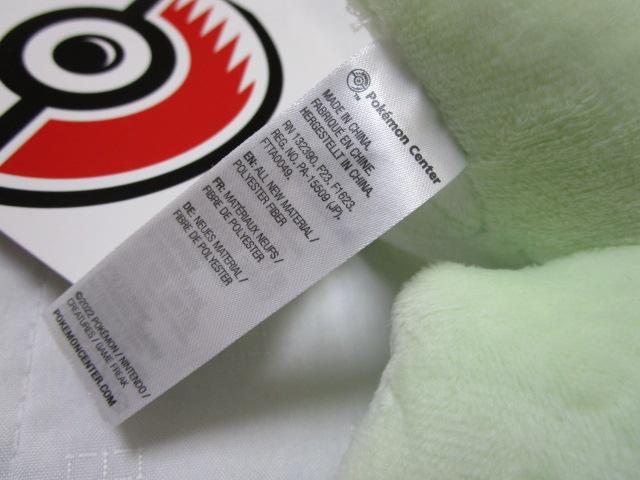 Pokémon Center
MADE IN CHINA.
FABRIQUÉ EN CHINE.
HERGESTELLT IN CHINA.
RN 132390, P.23, F1623,
REG. NO. PA-15509 (JP),
FTTA0049.
EN: ALL NEW MATERIAL /
POLYESTER FIBER
FR: MATÉRIAUX NEUFS /
FIBRE DE POLYESTER
DE: NEUES MATERIAL /
FIBRE DE POLYESTER
©2022 POKÉMON / NINTENDO /
CREATURES / GAME FREAK
POKEMONCENTER.COM